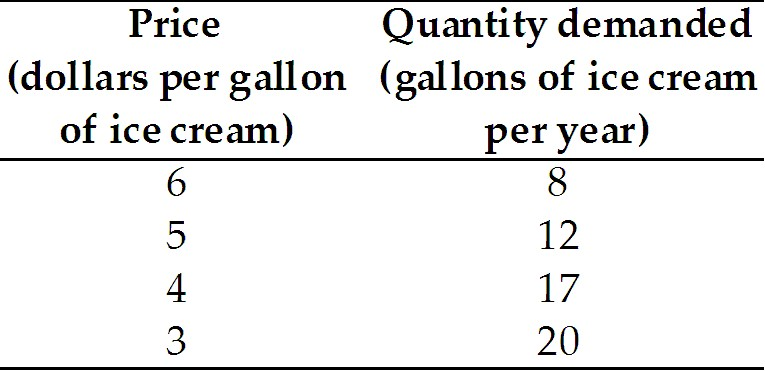 Price Quantity demanded
(dollars per gallon (gallons of ice cream
of ice cream) per year)
6 8
5 12
4 17
3 20